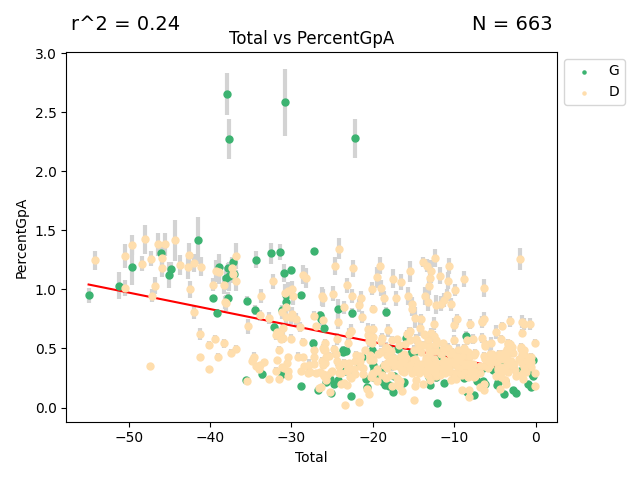 r^2 = 0.24
N = 663
Total vs PercentGpA
G
D
3.0
2.5
2.0
1.5
1.0
0.5
0.0
PercentGpA
−50 −40 −30 −20 −10 0
Total